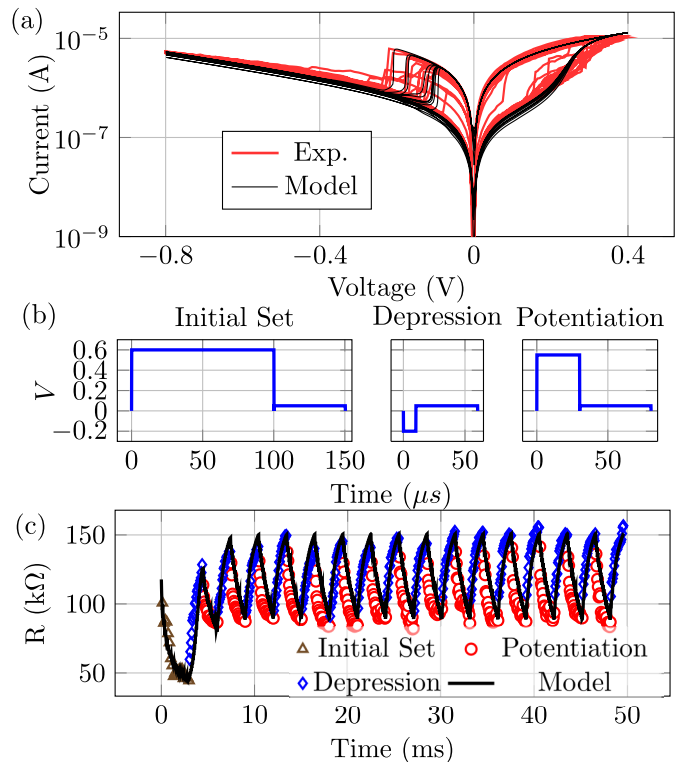 (a)
Current (A)
10⁻⁵
10⁻⁷
10⁻⁹
Exp.
Model
−0.8 −0.4 0 0.4
Voltage (V)
(b)
Initial Set Depression Potentiation
V
0.6
0.4
0.2
0
−0.2
0 50 100 150 0 50 0 50
Time (μs)
(c)
R (kΩ)
150
100
50
Initial Set Potentiation
Depression Model
0 10 20 30 40 50
Time (ms)